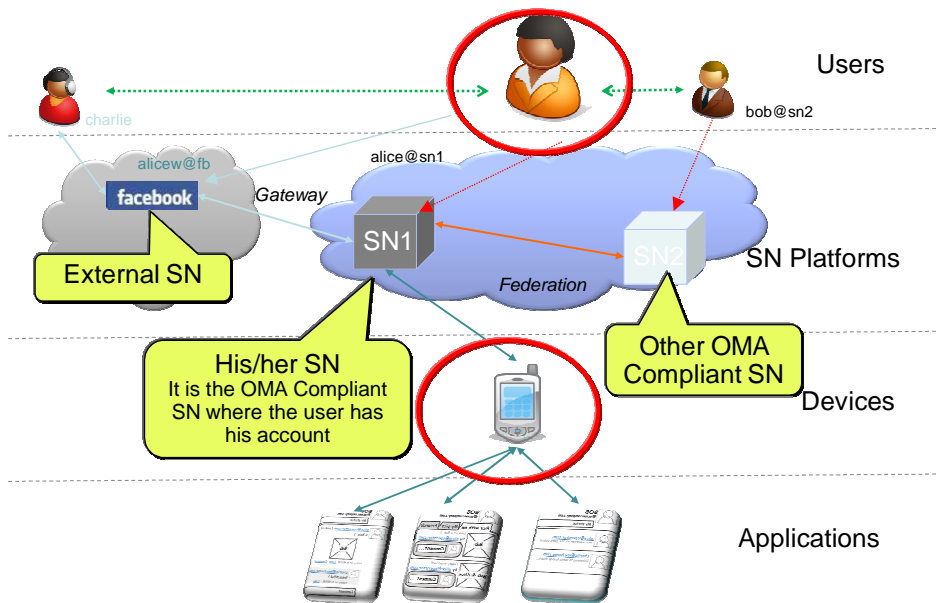 Users
charlie
bob@sn2
alicew@fb
alice@sn1
facebook
Gateway
SN1
SN2
SN Platforms
External SN
Federation
His/her SN
It is the OMA Compliant
SN where the user has
his account
Other OMA
Compliant SN
Devices
Applications